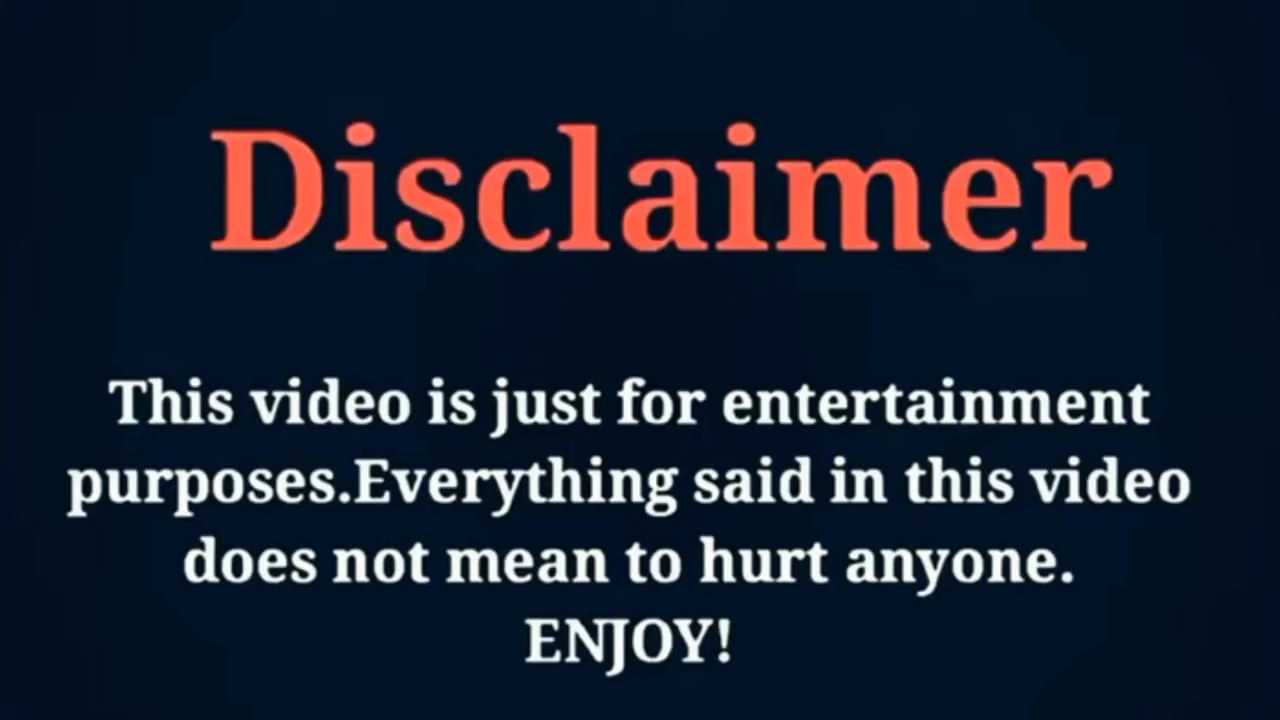 Disclaimer
This video is just for entertainment
purposes.Everything said in this video
does not mean to hurt anyone.
ENJOY!